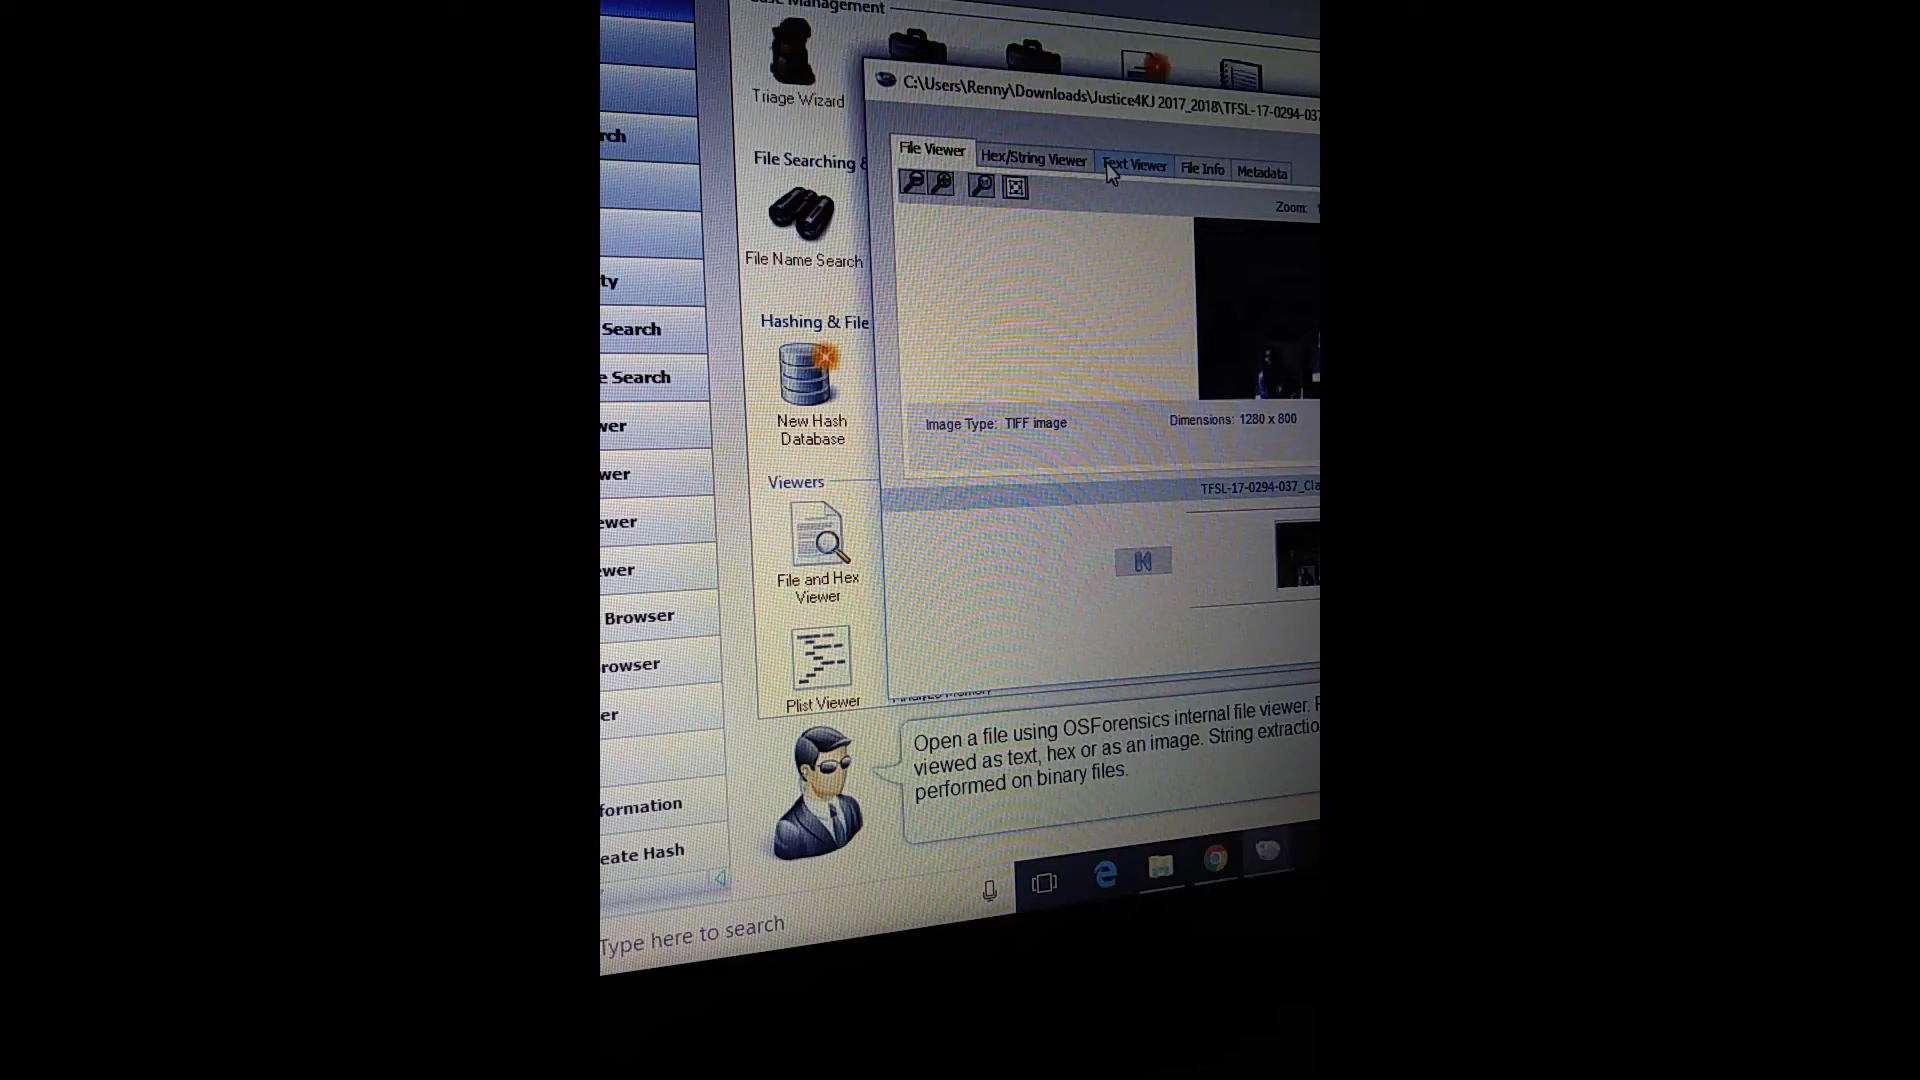 Management
Triage Wizard
C:\Users\Renny\Downloads\Justice4KJ 2017_2018\TFSL-17-0294-037
File Viewer
Hex/String Viewer
Text Viewer
File Info
Metadata
Zoom:
File Searching &
File Name Search
Hashing & File
New Hash
Database
Image Type: TIFF image
Dimensions: 1280 x 800
TFSL-17-0294-037_Cla
Viewers
File and Hex
Viewer
Plist Viewer
Open a file using OSForensics internal file viewer. F
viewed as text, hex or as an image. String extractio
performed on binary files.
rch
ty
Search
e Search
wer
wer
ewer
wer
Browser
rowser
er
formation
eate Hash
Type here to search